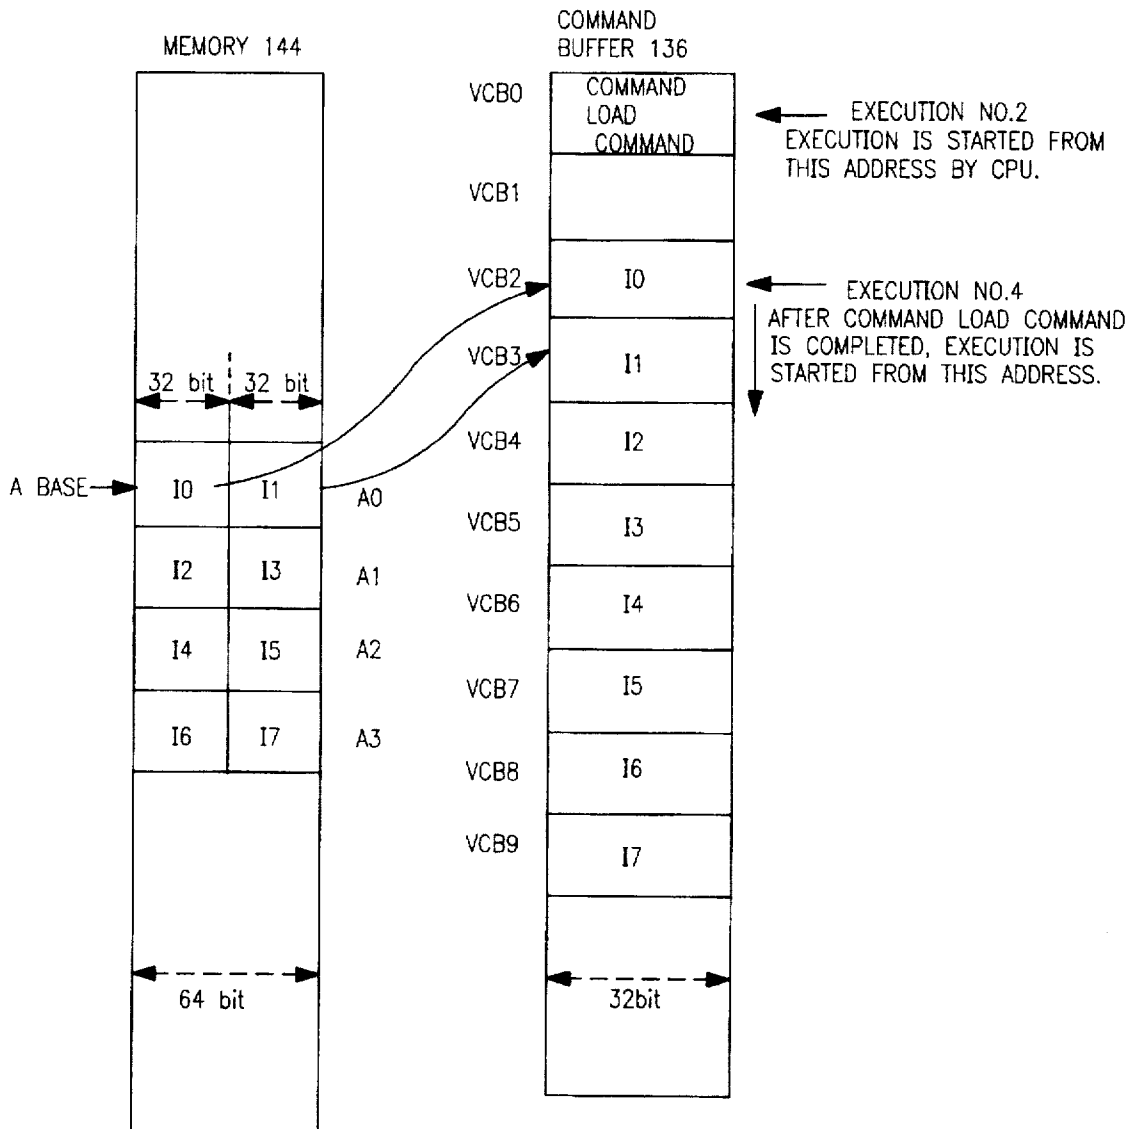 MEMORY 144
COMMAND
BUFFER 136
VCB0
COMMAND
LOAD
COMMAND
EXECUTION NO.2
EXECUTION IS STARTED FROM
THIS ADDRESS BY CPU.
VCB1
VCB2
I0
EXECUTION NO.4
AFTER COMMAND LOAD COMMAND
IS COMPLETED, EXECUTION IS
STARTED FROM THIS ADDRESS.
VCB3
I1
32 bit
32 bit
VCB4
I2
A BASE
I0
I1
A0
VCB5
I3
I2
I3
A1
VCB6
I4
I4
I5
A2
VCB7
I5
I6
I7
A3
VCB8
I6
VCB9
I7
64 bit
32bit